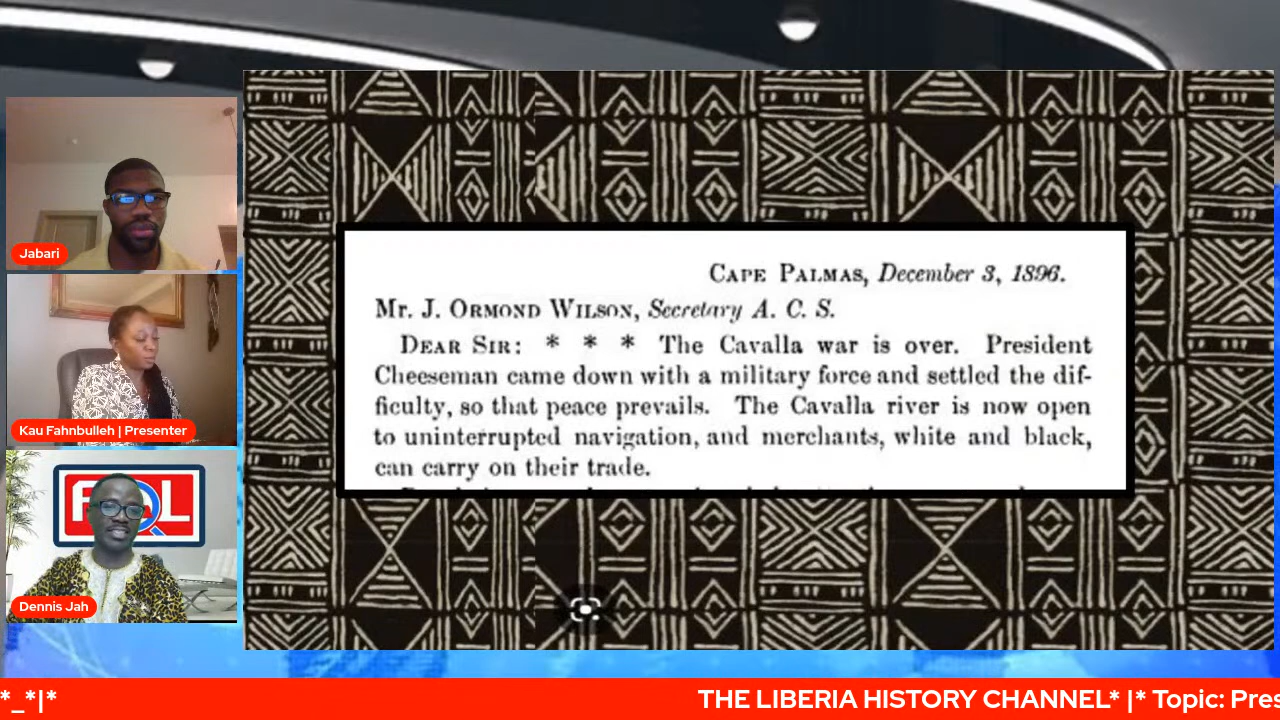 Jabari
Kau Fahnbulleh | Presenter
Dennis Jah
CAPE PALMAS, December 3, 1896.
Mr. J. ORMOND WILSON, Secretary A. C. S.
DEAR SIR: * * * The Cavalla war is over. President
Cheeseman came down with a military force and settled the dif-
ficulty, so that peace prevails. The Cavalla river is now open
to uninterrupted navigation, and merchants, white and black,
can carry on their trade.
*_*|* THE LIBERIA HISTORY CHANNEL* |* Topic: Pres